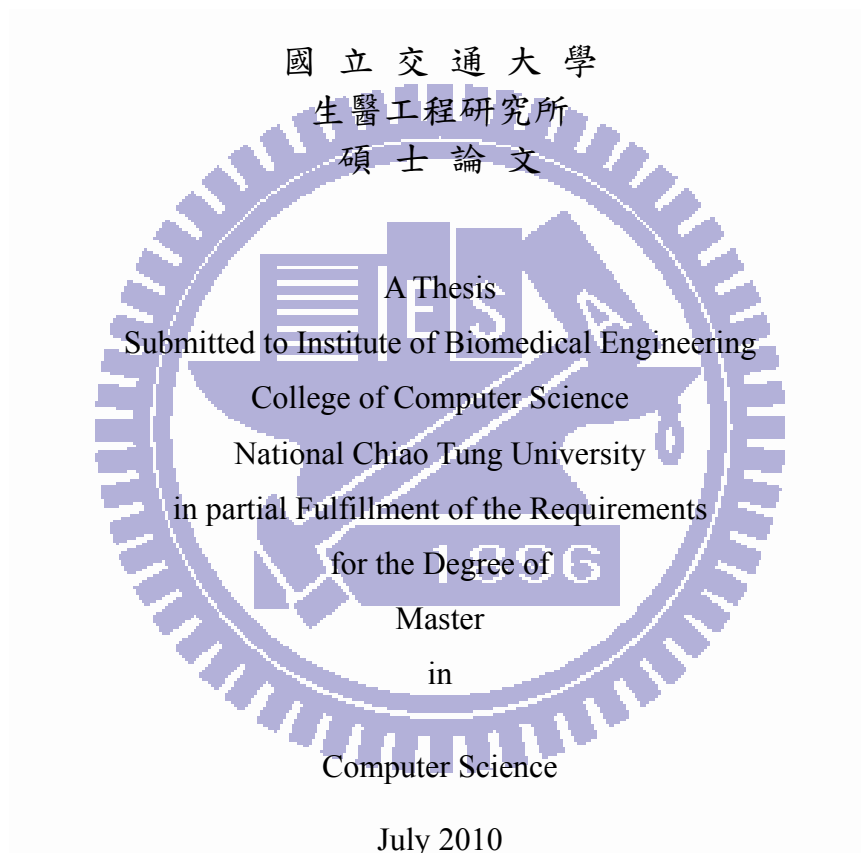 國 立 交 通 大 學
生醫工程研究所
碩 士 論 文
E S A
A Thesis
Submitted to Institute of Biomedical Engineering
College of Computer Science
National Chiao Tung University
in partial Fulfillment of the Requirements
for the Degree of
1896
Master
in
Computer Science
July 2010